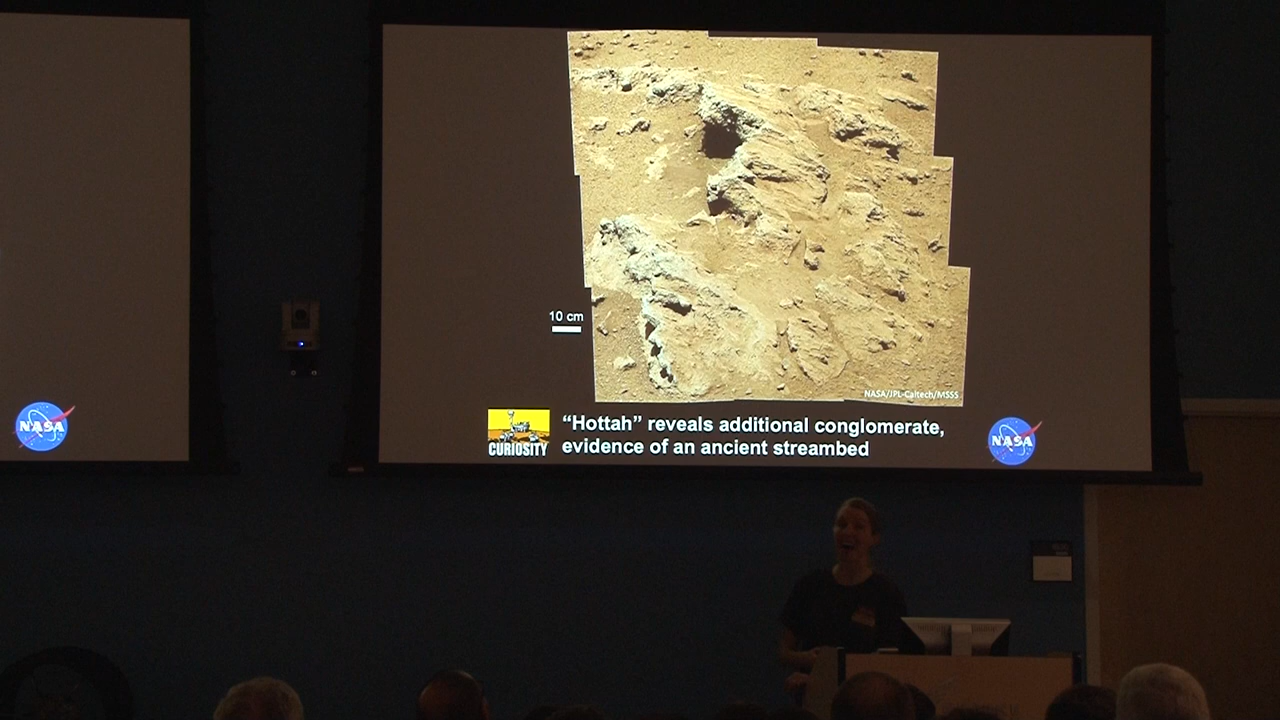 10 cm
NASA/JPL-Caltech/MSSS
"Hottah" reveals additional conglomerate,
evidence of an ancient streambed
CURIOSITY
NASA
NASA